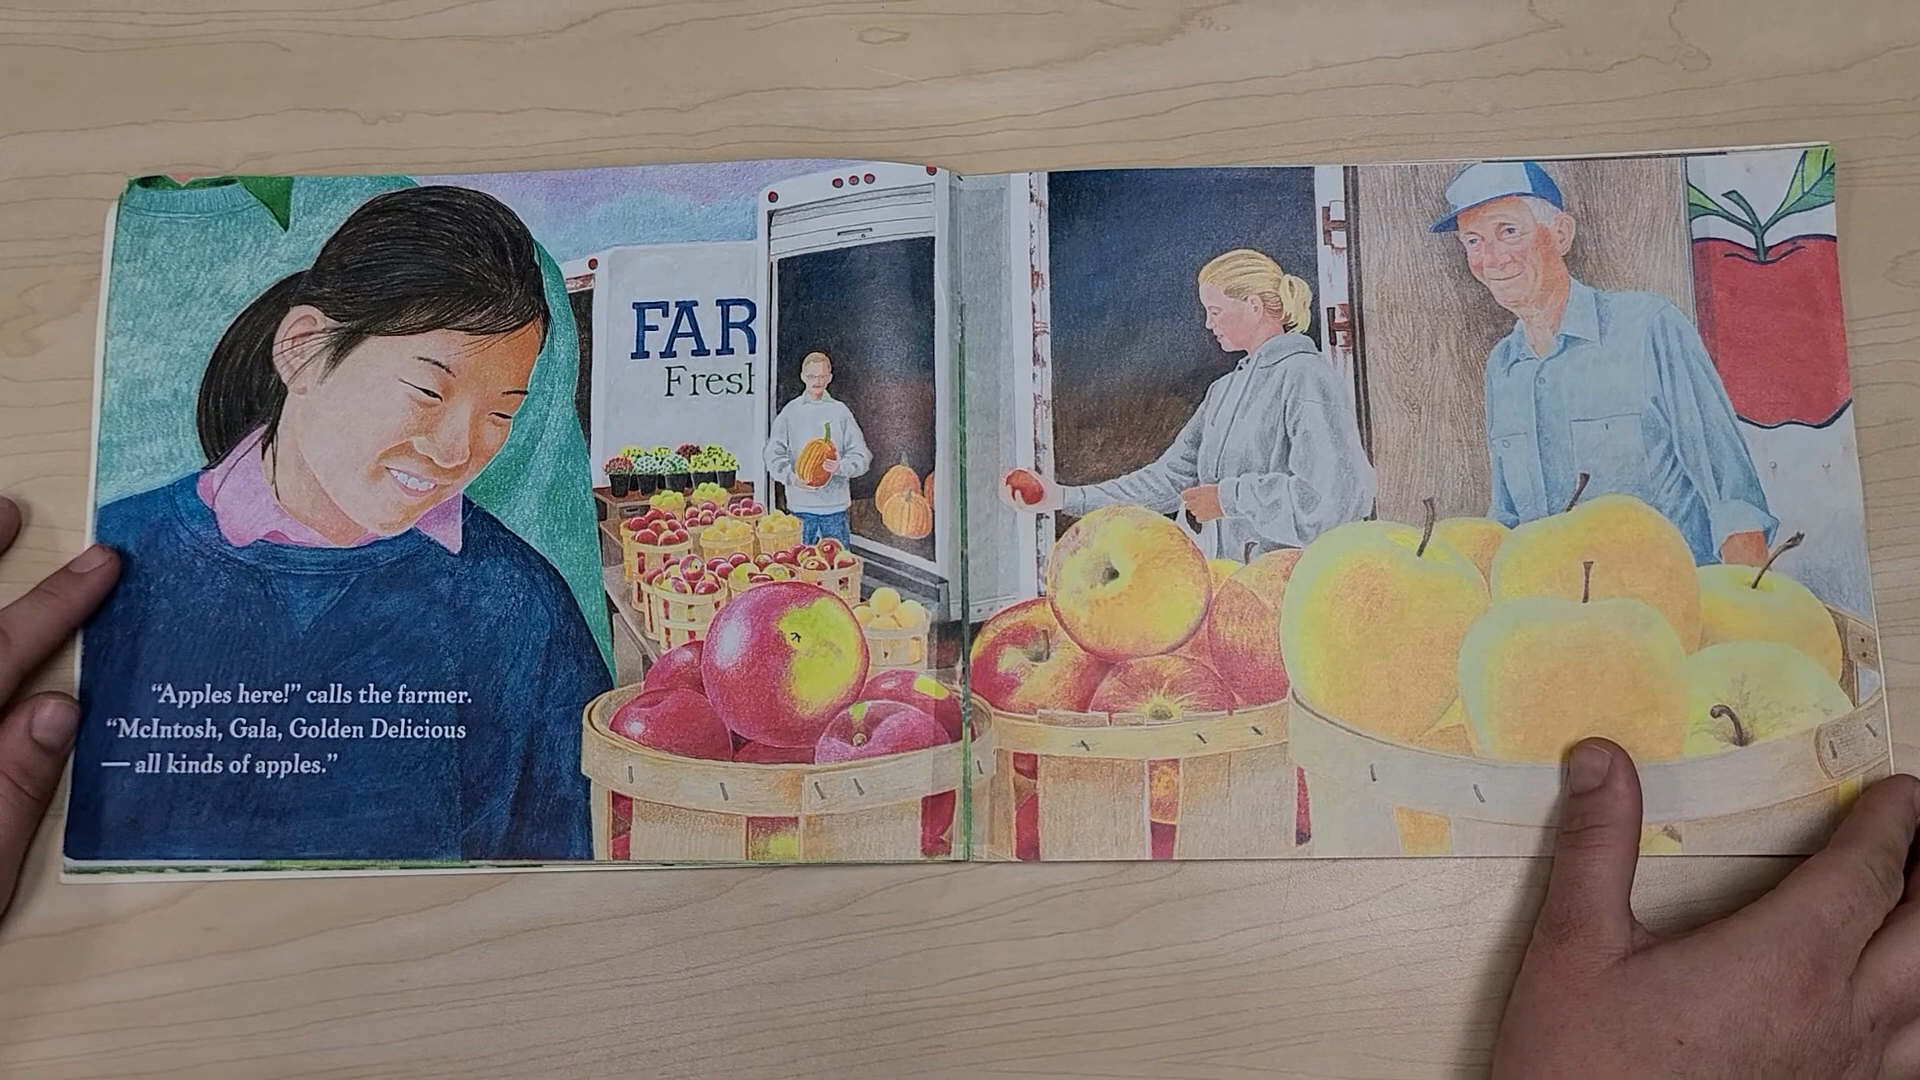 FAR
Fresh
“Apples here!” calls the farmer.
“McIntosh, Gala, Golden Delicious
— all kinds of apples.”